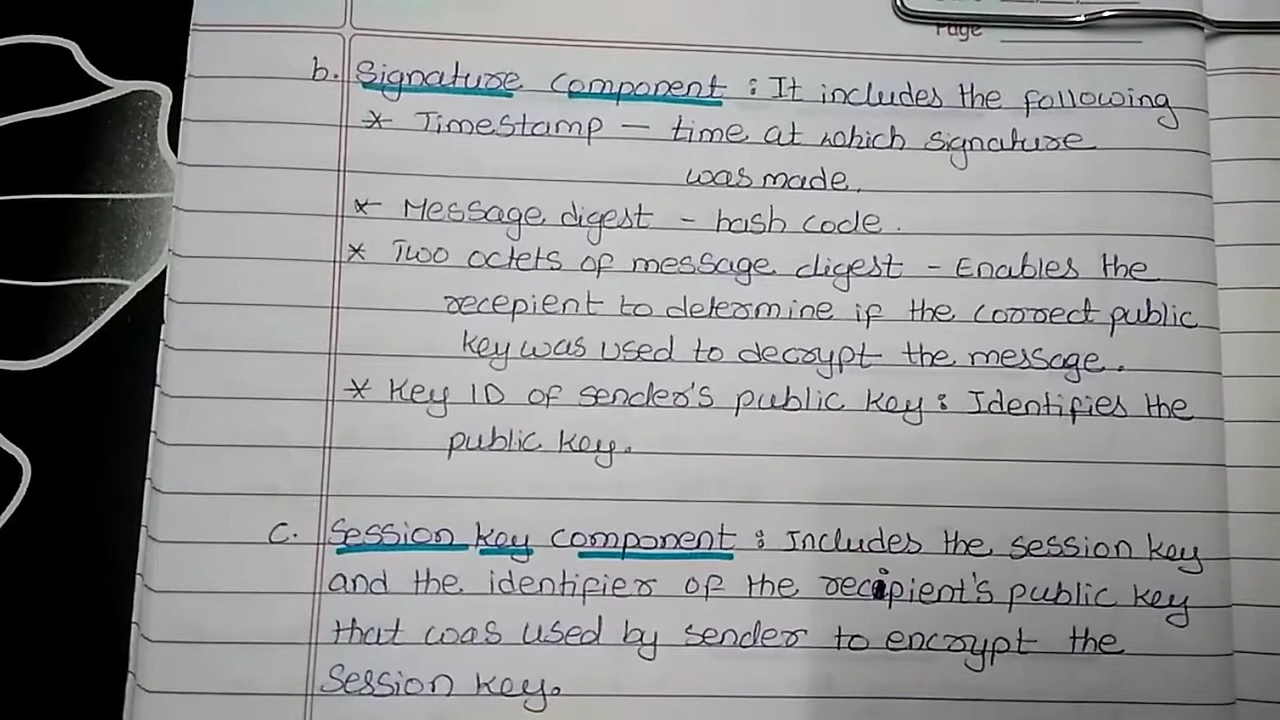 Page
b. Signature component : It includes the following
* Timestamp – time at which signature
was made.
* Message digest – hash code.
* Two octets of message digest – Enables the
recepient to determine if the correct public
key was used to decrypt the message.
* Key ID of sender's public key : Identifies the
public key.
c. Session key component : Includes the session key
and the identifier of the recipient's public key
that was used by sender to encrypt the
Session key.